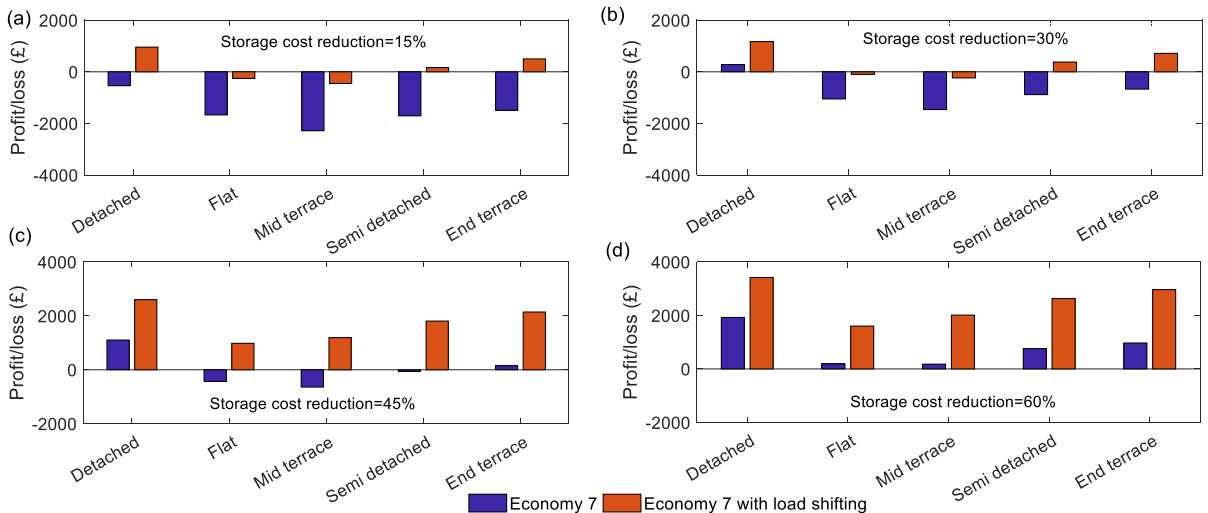 (a)
2000
0
-2000
-4000
Profit/loss (£)
Storage cost reduction=15%
Detached
Flat
Mid terrace
Semi detached
End terrace
(b)
2000
0
-2000
-4000
Profit/loss (£)
Storage cost reduction=30%
Detached
Flat
Mid terrace
Semi detached
End terrace
(c)
4000
2000
0
-2000
Profit/loss (£)
Storage cost reduction=45%
Detached
Flat
Mid terrace
Semi detached
End terrace
(d)
4000
2000
0
-2000
Profit/loss (£)
Storage cost reduction=60%
Detached
Flat
Mid terrace
Semi detached
End terrace
Economy 7
Economy 7 with load shifting